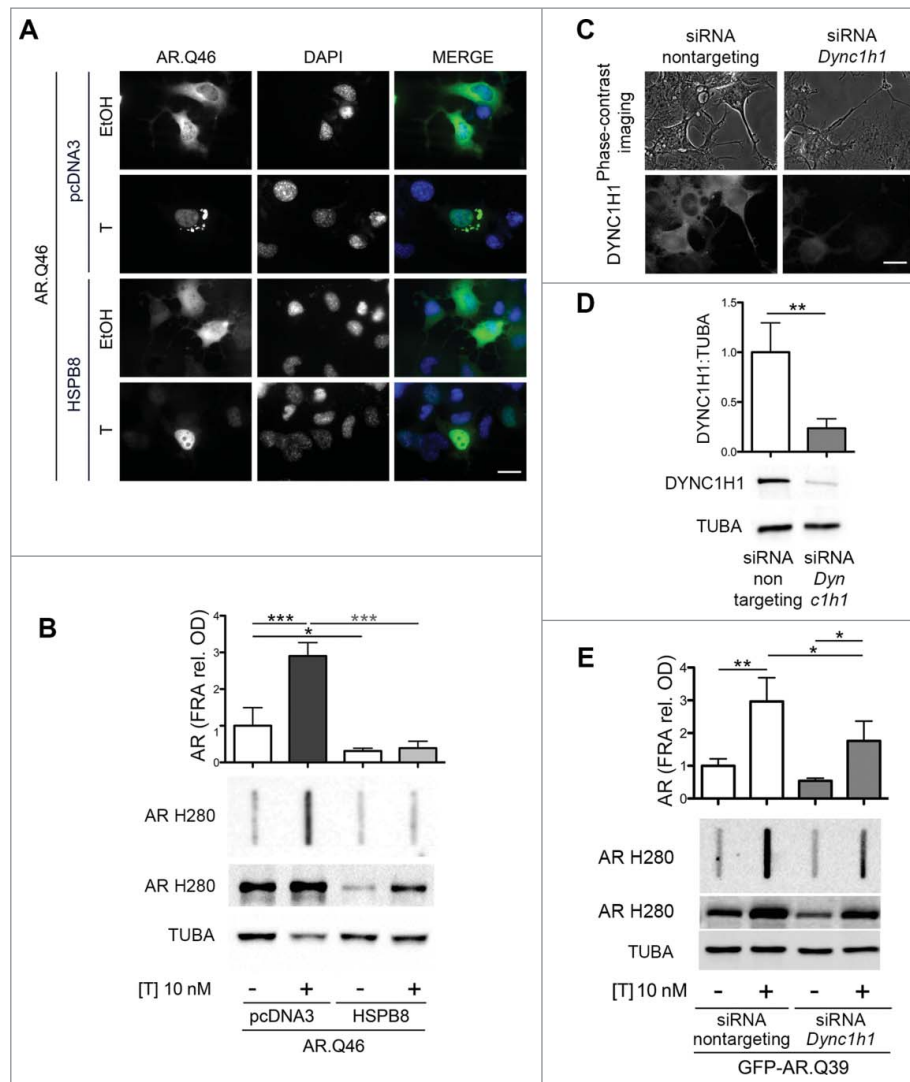 A
AR.Q46 DAPI MERGE
AR.Q46
pcDNA3
EtOH
T
HSPB8
EtOH
T
B
AR (FRA rel. OD)
4
3
2
1
0
*** ***
*
AR H280
AR H280
TUBA
[T] 10 nM - + - +
pcDNA3 HSPB8
AR.Q46
C
siRNA siRNA
nontargeting Dync1h1
Phase-contrast
imaging
DYNC1H1
D
DYNC1H1:TUBA
1.5
1.0
0.5
0.0
**
DYNC1H1
TUBA
siRNA siRNA
non Dyn
targeting c1h1
E
AR (FRA rel. OD)
4
3
2
1
0
*
** *
AR H280
AR H280
TUBA
[T] 10 nM - + - +
siRNA siRNA
nontargeting Dync1h1
GFP-AR.Q39